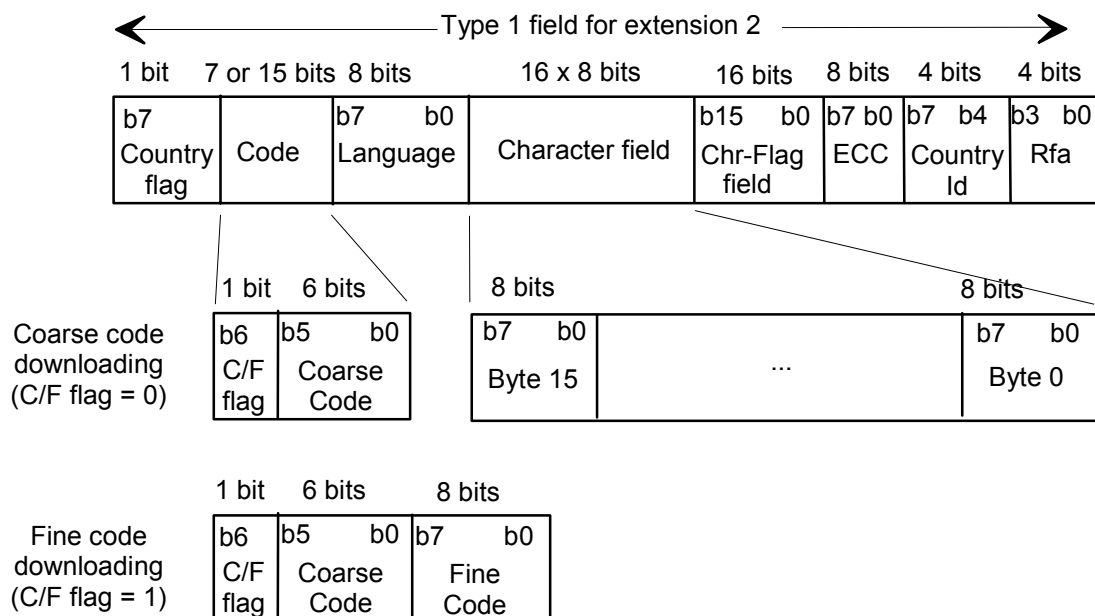 Type 1 field for extension 2
1 bit 7 or 15 bits 8 bits 16 x 8 bits 16 bits 8 bits 4 bits 4 bits
b7 b7 b0 b15 b0 b7 b0 b7 b4 b3 b0
Country Code Language Character field Chr-Flag ECC Country Rfa
flag field Id
1 bit 6 bits 8 bits 8 bits
Coarse code b6 b5 b0 b7 b0 b7 b0
downloading C/F Coarse Byte 15 ... Byte 0
(C/F flag = 0) flag Code
1 bit 6 bits 8 bits
Fine code b6 b5 b0 b7 b0
downloading C/F Coarse Fine
(C/F flag = 1) flag Code Code